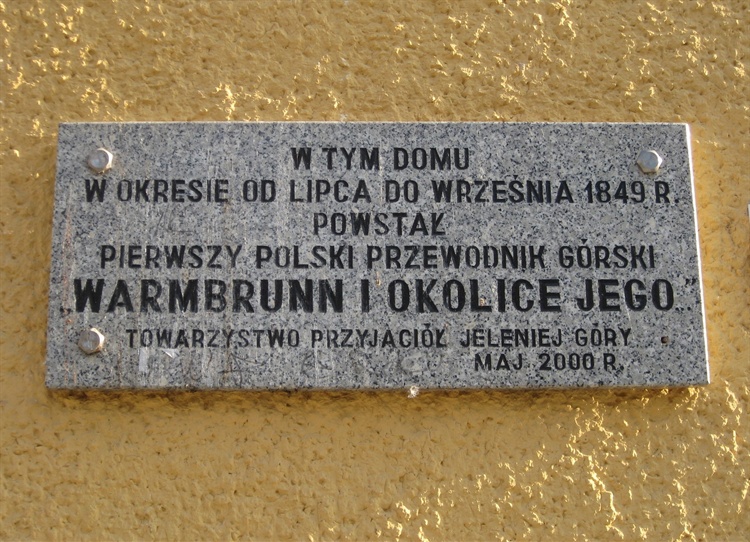 W TYM DOMU
W OKRESIE OD LIPCA DO WRZEŚNIA 1849 R.
POWSTAŁ
PIERWSZY POLSKI PRZEWODNIK GÓRSKI
„WARMBRUNN I OKOLICE JEGO..."
TOWARZYSTWO PRZYJACIÓŁ JELENIEJ GÓRY
MAJ 2000 R.